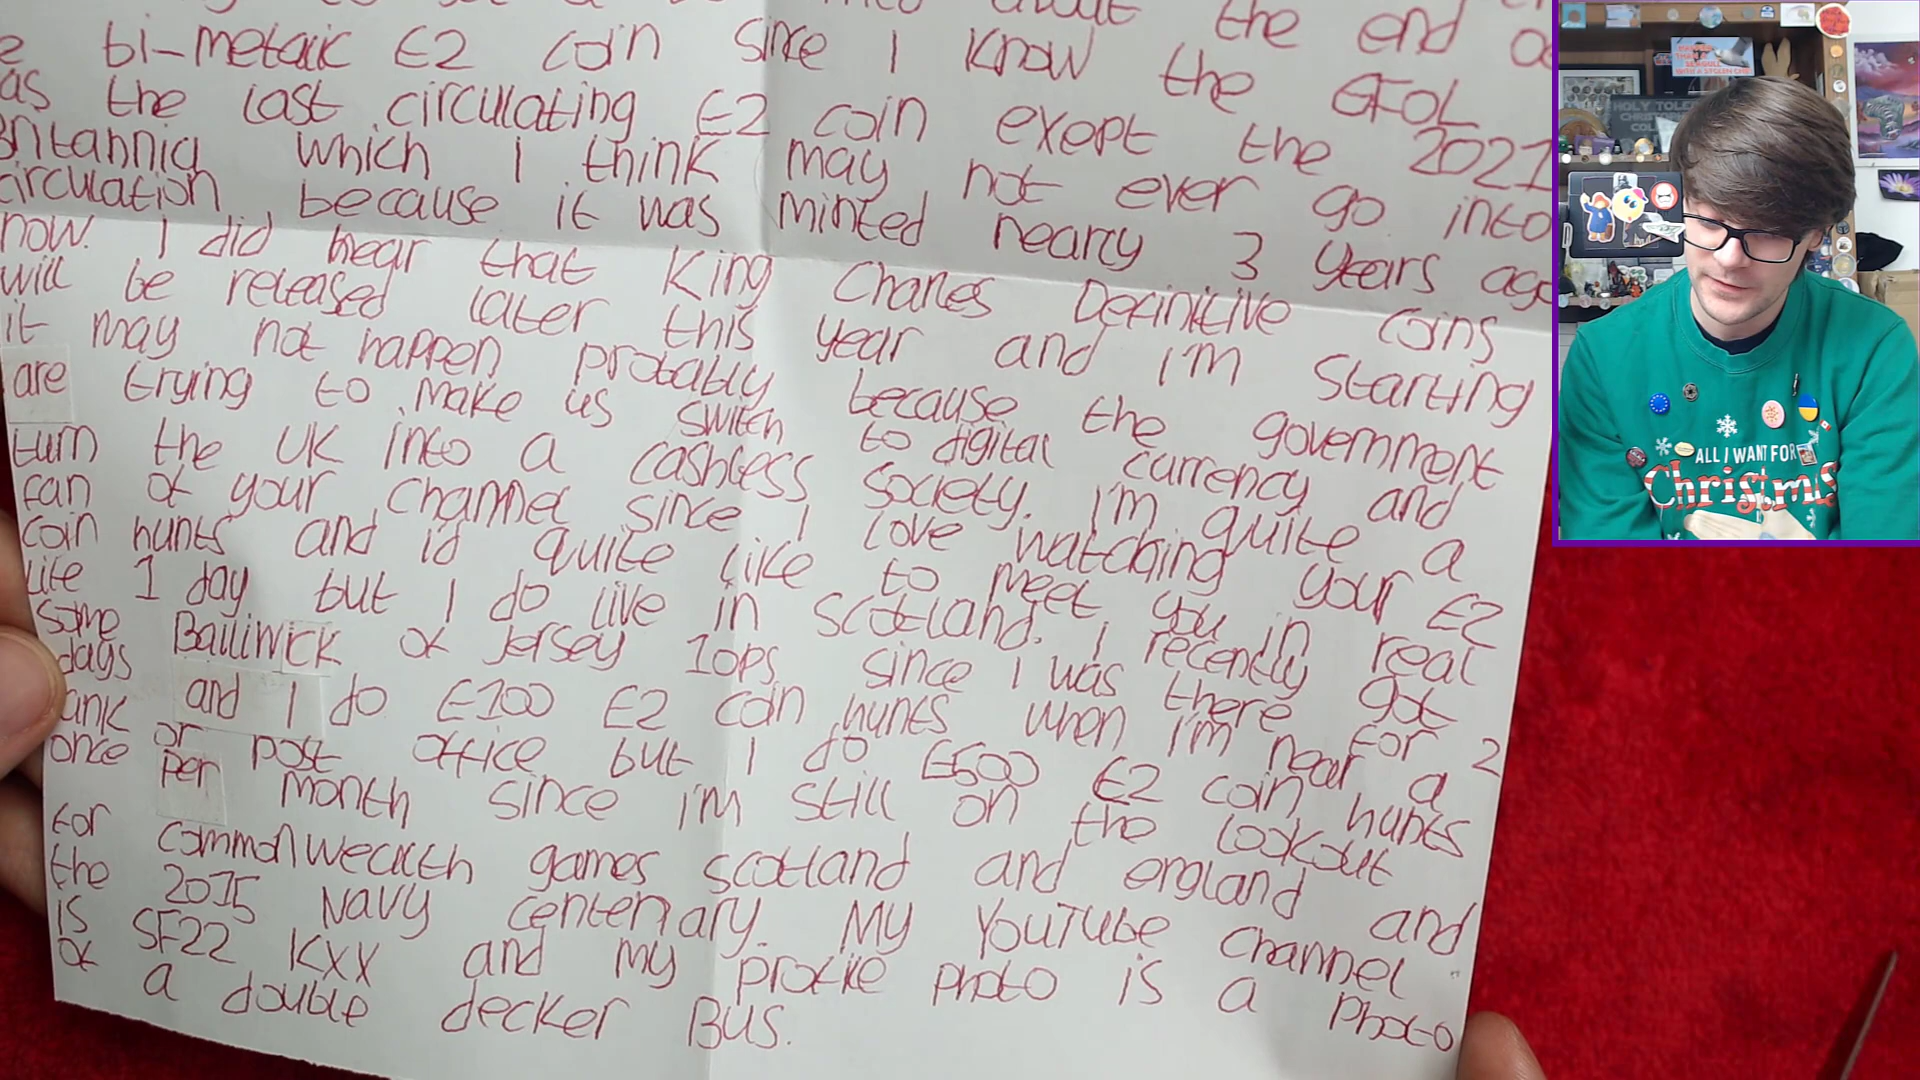 about the end
bi-metalic £2 coin since I know the GFOL
as the last circulating £2 coin exept the 2021
Britannia which I think may not ever go into
circulation because it was minted nearly 3 years ago
now. I did hear that King Charles Definitive coins
will be released later this year and i'm starting
it may not happen probably because the government
are trying to make us switch to digital currency and
turn the UK into a cashless society. I'm quite a
fan of your channel since I love watching your £2
coin hunts and id quite like to meet you in real
life 1 day but I do live in Scotland. I recently got
some Bailiwick of Jersey 10ps since I was there for 2
days and I do £100 £2 coin hunts when I'm near a
bank or post office but I do £500 £2 coin hunts
once per month since i'm still on the lookout
for commonwealth games scotland and england and
the 2015 Navy centenary. My YouTube channel
is SF22 KXX and my profile photo is a photo
of a double decker Bus.
ALL I WANT FOR
Christmas